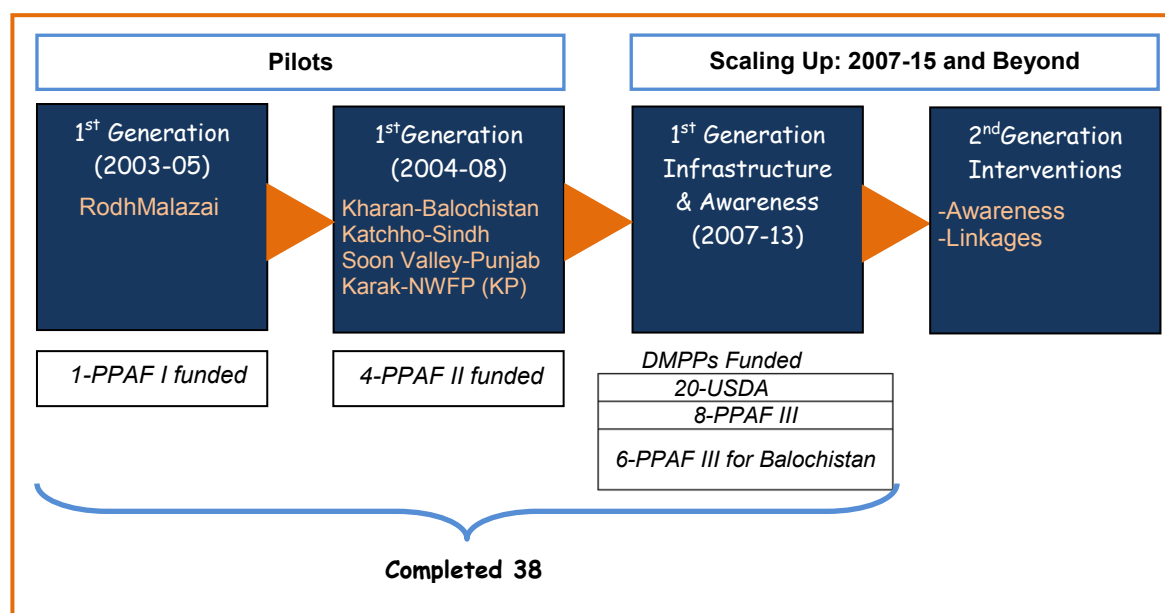 Pilots
Scaling Up: 2007-15 and Beyond
1st Generation
(2003-05)
RodhMalazai
1stGeneration
(2004-08)
Kharan-Balochistan
Katchho-Sindh
Soon Valley-Punjab
Karak-NWFP (KP)
1st Generation
Infrastructure
& Awareness
(2007-13)
2ndGeneration
Interventions
-Awareness
-Linkages
1-PPAF I funded
4-PPAF II funded
DMPPs Funded
20-USDA
8-PPAF III
6-PPAF III for Balochistan
Completed 38